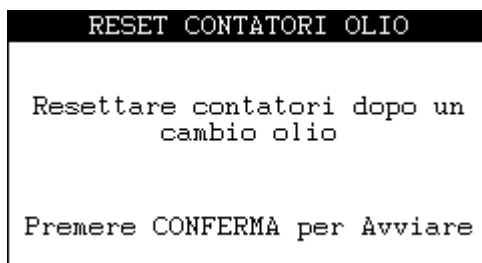 RESET CONTATORI OLIO
Resettare contatori dopo un
cambio olio
Premere CONFERMA per Avviare